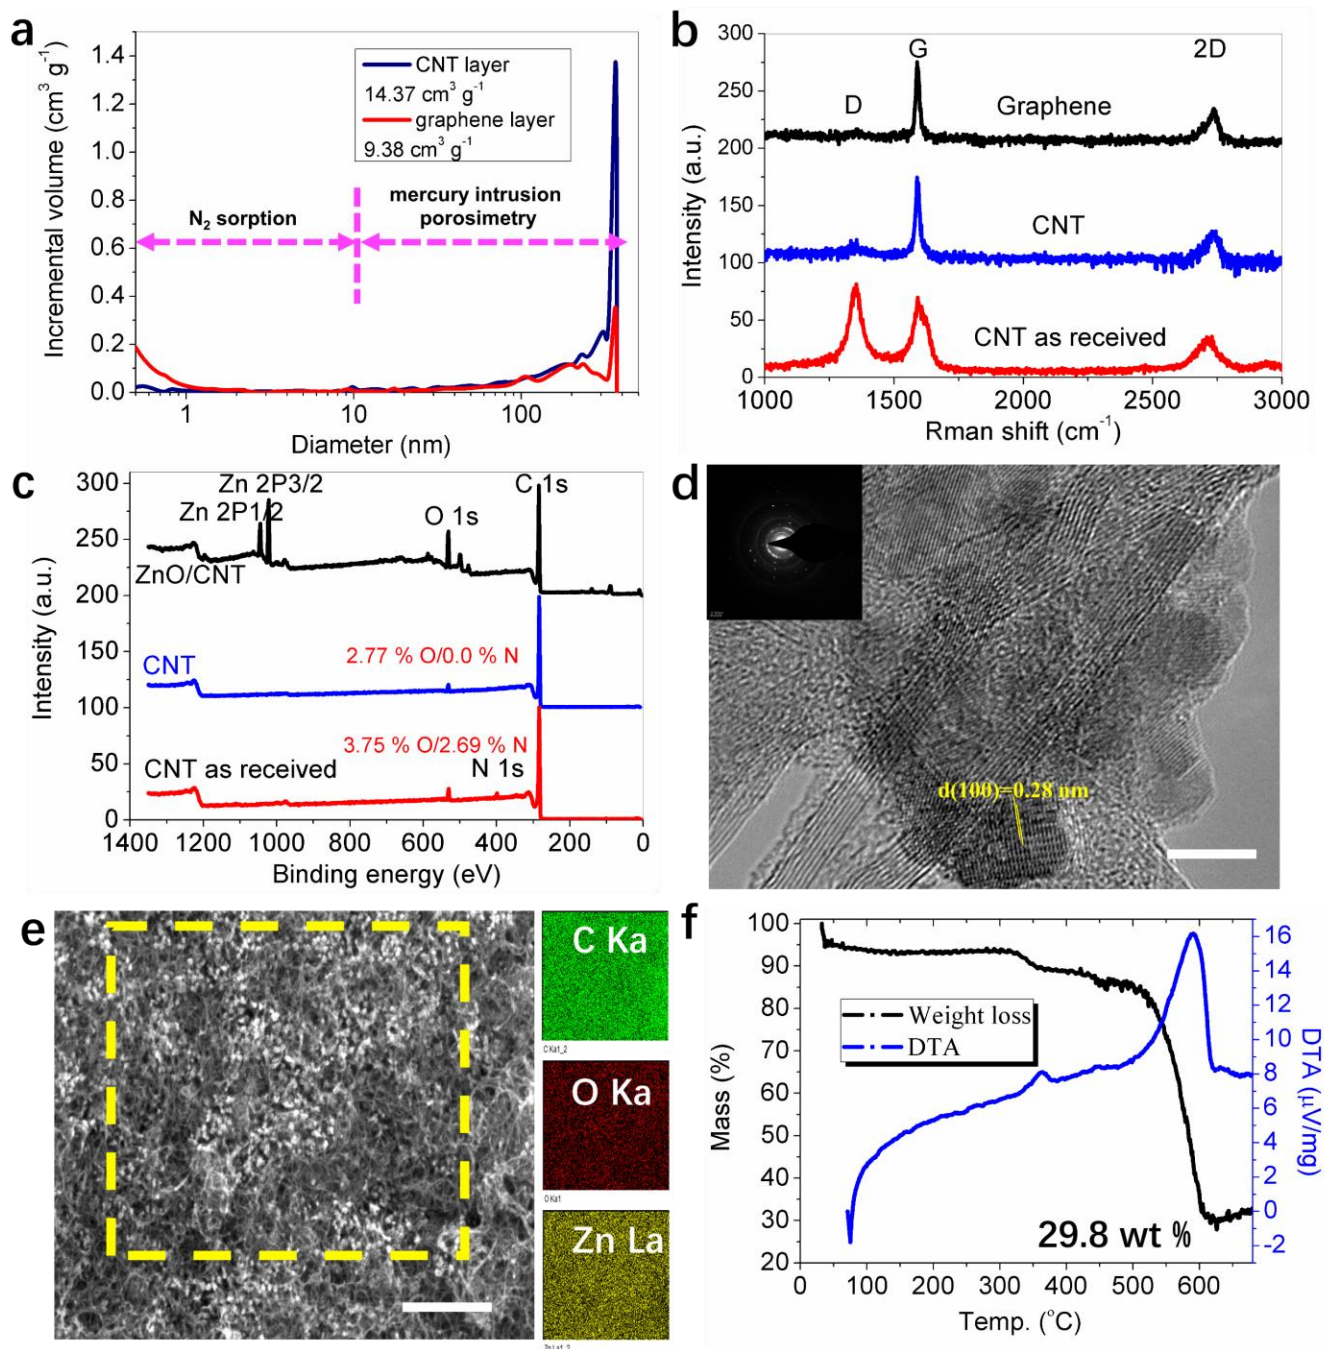 a
1.4
1.2
1.0
0.8
0.6
0.4
0.2
0.0
Incremental volume (cm³ g⁻¹)
CNT layer
14.37 cm³ g⁻¹
graphene layer
9.38 cm³ g⁻¹
N₂ sorption
mercury intrusion
porosimetry
1 10 100
Diameter (nm)
b
300
250
200
150
100
50
0
Intensity (a.u.)
D
G
2D
Graphene
CNT
CNT as received
1000 1500 2000 2500 3000
Rman shift (cm⁻¹)
c
300
250
200
150
100
50
0
Intensity (a.u.)
Zn 2P3/2
Zn 2P1/2
O 1s
C 1s
ZnO/CNT
CNT
2.77 % O/0.0 % N
3.75 % O/2.69 % N
CNT as received
N 1s
1400 1200 1000 800 600 400 200 0
Binding energy (eV)
d
d(100)=0.28 nm
e
C Ka
C Ka1_2
O Ka
O Ka1
Zn La
f
100
90
80
70
60
50
40
30
20
Mass (%)
Weight loss
DTA
29.8 wt %
16
14
12
10
8
6
4
2
0
-2
DTA (μV/mg)
0 100 200 300 400 500 600
Temp. (°C)